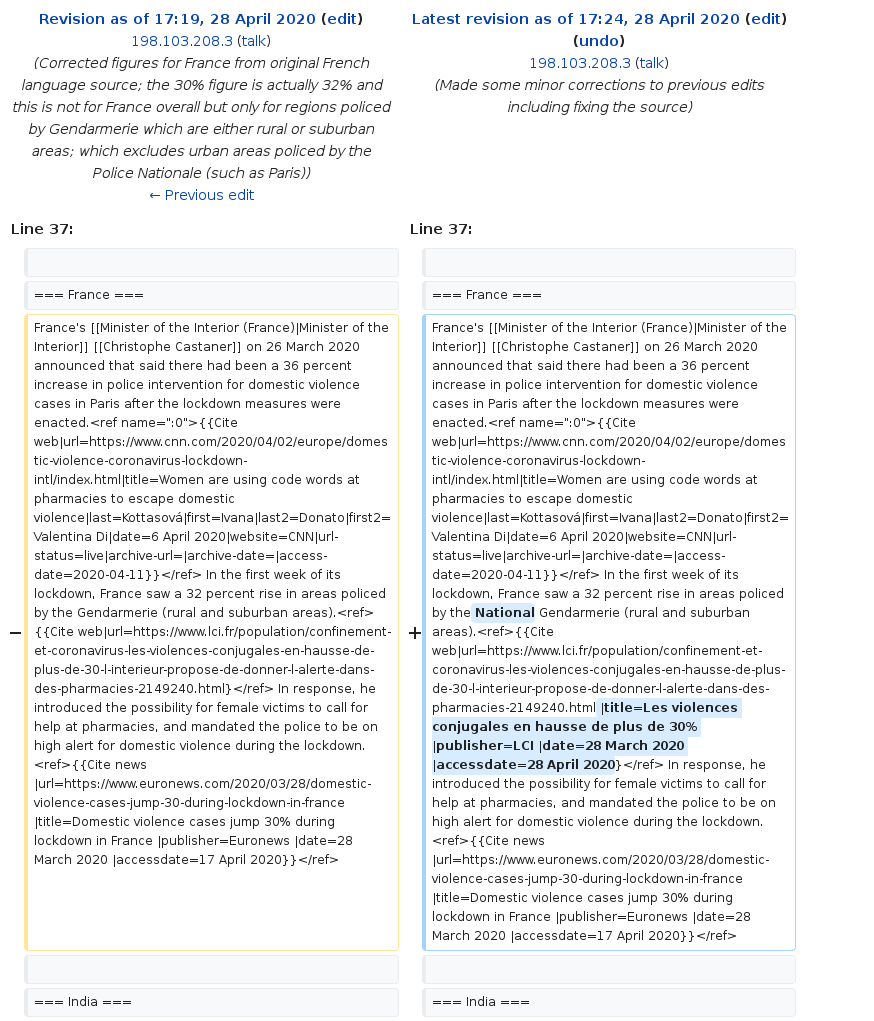 Revision as of 17:19, 28 April 2020 (edit)
198.103.208.3 (talk)
(Corrected figures for France from original French
language source; the 30% figure is actually 32% and
this is not for France overall but only for regions policed
by Gendarmerie which are either rural or suburban
areas; which excludes urban areas policed by the
Police Nationale (such as Paris))
← Previous edit
Latest revision as of 17:24, 28 April 2020 (edit)
(undo)
198.103.208.3 (talk)
(Made some minor corrections to previous edits
including fixing the source)
Line 37:
Line 37:
=== France ===
=== France ===
−
France's [[Minister of the Interior (France)|Minister of the
Interior]] [[Christophe Castaner]] on 26 March 2020
announced that said there had been a 36 percent
increase in police intervention for domestic violence
cases in Paris after the lockdown measures were
enacted.<ref name=":0">{{Cite
web|url=https://www.cnn.com/2020/04/02/europe/domes
tic-violence-coronavirus-lockdown-
intl/index.html|title=Women are using code words at
pharmacies to escape domestic
violence|last=Kottasová|first=Ivana|last2=Donato|first2=
Valentina Di|date=6 April 2020|website=CNN|url-
status=live|archive-url=|archive-date=|access-
date=2020-04-11}}</ref> In the first week of its
lockdown, France saw a 32 percent rise in areas policed
by the Gendarmerie (rural and suburban areas).<ref>
{{Cite web|url=https://www.lci.fr/population/confinement-
et-coronavirus-les-violences-conjugales-en-hausse-de-
plus-de-30-l-interieur-propose-de-donner-l-alerte-dans-
des-pharmacies-2149240.html}</ref> In response, he
introduced the possibility for female victims to call for
help at pharmacies, and mandated the police to be on
high alert for domestic violence during the lockdown.
<ref>{{Cite news
|url=https://www.euronews.com/2020/03/28/domestic-
violence-cases-jump-30-during-lockdown-in-france
|title=Domestic violence cases jump 30% during
lockdown in France |publisher=Euronews |date=28
March 2020 |accessdate=17 April 2020}}</ref>
+
France's [[Minister of the Interior (France)|Minister of the
Interior]] [[Christophe Castaner]] on 26 March 2020
announced that said there had been a 36 percent
increase in police intervention for domestic violence
cases in Paris after the lockdown measures were
enacted.<ref name=":0">{{Cite
web|url=https://www.cnn.com/2020/04/02/europe/domes
tic-violence-coronavirus-lockdown-
intl/index.html|title=Women are using code words at
pharmacies to escape domestic
violence|last=Kottasová|first=Ivana|last2=Donato|first2=
Valentina Di|date=6 April 2020|website=CNN|url-
status=live|archive-url=|archive-date=|access-
date=2020-04-11}}</ref> In the first week of its
lockdown, France saw a 32 percent rise in areas policed
by the National Gendarmerie (rural and suburban
areas).<ref>{{Cite
web|url=https://www.lci.fr/population/confinement-et-
coronavirus-les-violences-conjugales-en-hausse-de-plus-
de-30-l-interieur-propose-de-donner-l-alerte-dans-des-
pharmacies-2149240.html |title=Les violences
conjugales en hausse de plus de 30%
|publisher=LCI |date=28 March 2020
|accessdate=28 April 2020}</ref> In response, he
introduced the possibility for female victims to call for
help at pharmacies, and mandated the police to be on
high alert for domestic violence during the lockdown.
<ref>{{Cite news
|url=https://www.euronews.com/2020/03/28/domestic-
violence-cases-jump-30-during-lockdown-in-france
|title=Domestic violence cases jump 30% during
lockdown in France |publisher=Euronews |date=28
March 2020 |accessdate=17 April 2020}}</ref>
=== India ===
=== India ===